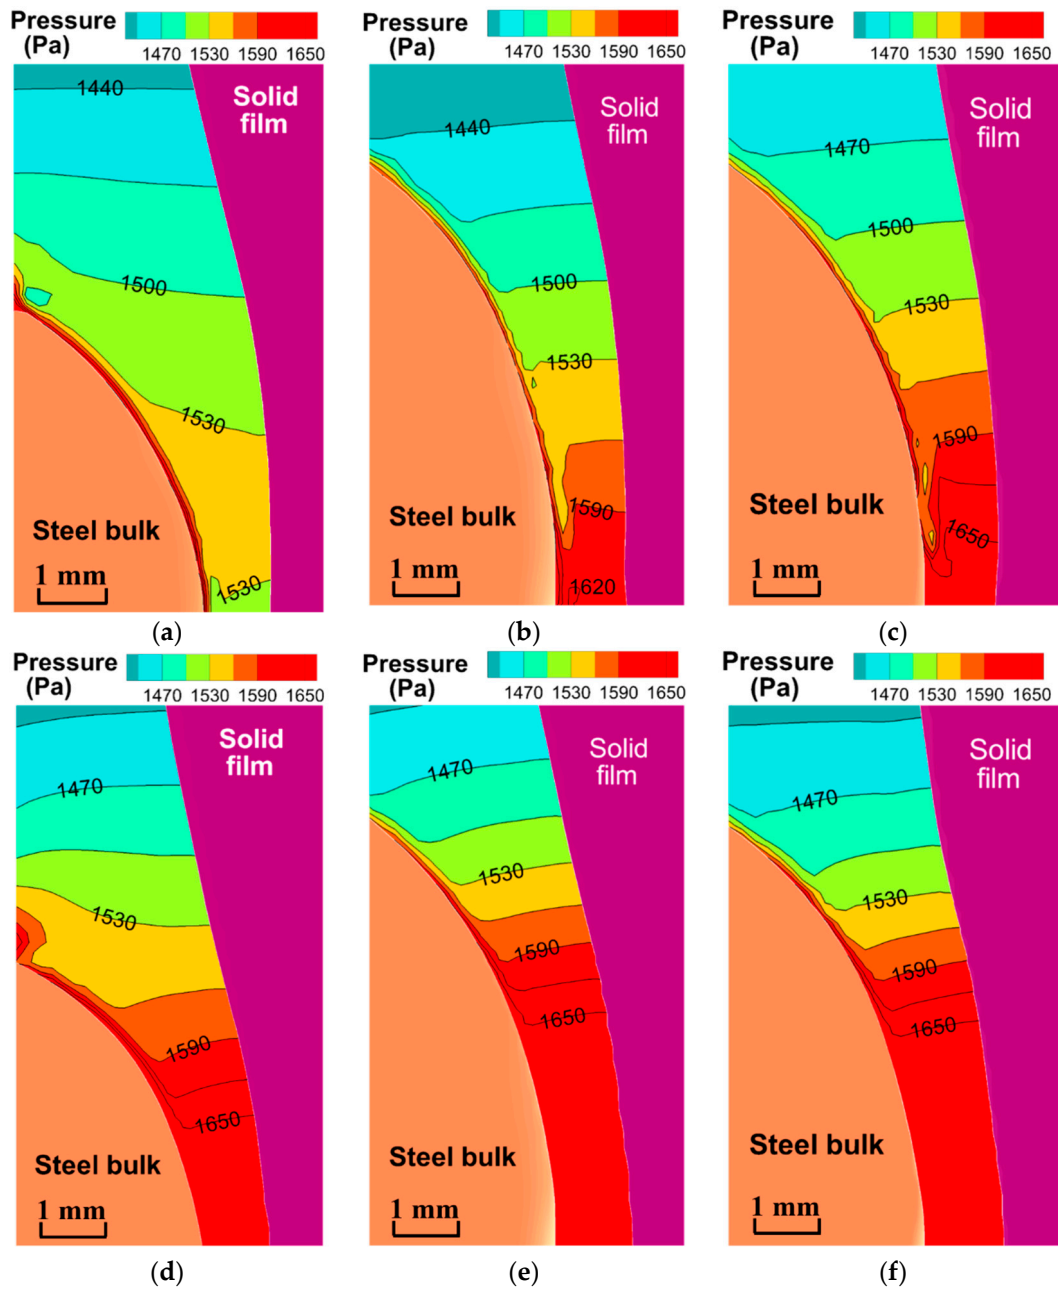 Pressure
(Pa)
1470 1530 1590 1650
1440
Solid
film
1500
1530
Steel bulk
1 mm
1530
(a)
Pressure
(Pa)
1470 1530 1590 1650
1440
Solid
film
1500
1530
1590
Steel bulk
1 mm
1620
(b)
Pressure
(Pa)
1470 1530 1590 1650
1470
Solid
film
1500
1530
1590
Steel bulk
1650
1 mm
(c)
Pressure
(Pa)
1470 1530 1590 1650
Solid
film
1470
1530
1590
1650
Steel bulk
1 mm
(d)
Pressure
(Pa)
1470 1530 1590 1650
Solid
film
1470
1530
1590
1650
Steel bulk
1 mm
(e)
Pressure
(Pa)
1470 1530 1590 1650
Solid
film
1470
1530
1590
1650
Steel bulk
1 mm
(f)